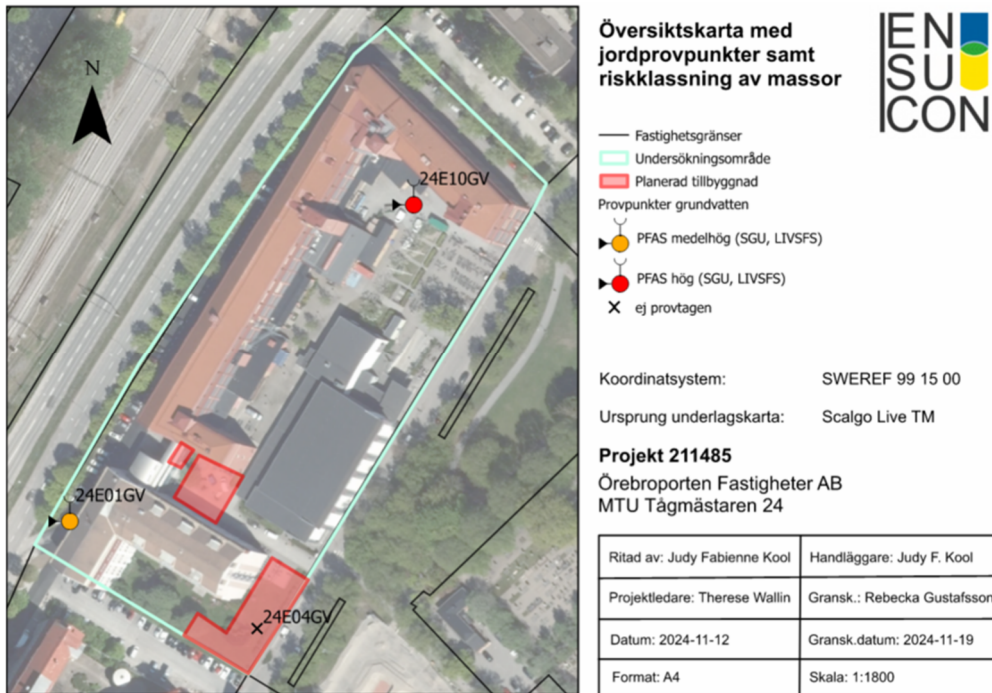 N
24E10GV
24E01GV
24E04GV
Översiktskarta med
jordprovpunkter samt
riskklassning av massor
EN
SU
CON
Fastighetsgränser
Undersökningsområde
Planerad tillbyggnad
Provpunkter grundvatten
PFAS medelhög (SGU, LIVSFS)
PFAS hög (SGU, LIVSFS)
ej provtagen
Koordinatsystem: SWEREF 99 15 00
Ursprung underlagskarta: Scalgo Live TM
Projekt 211485
Örebroporten Fastigheter AB
MTU Tågmästaren 24
Ritad av: Judy Fabienne Kool Handläggare: Judy F. Kool
Projektledare: Therese Wallin Gransk.: Rebecka Gustafsson
Datum: 2024-11-12 Gransk.datum: 2024-11-19
Format: A4 Skala: 1:1800